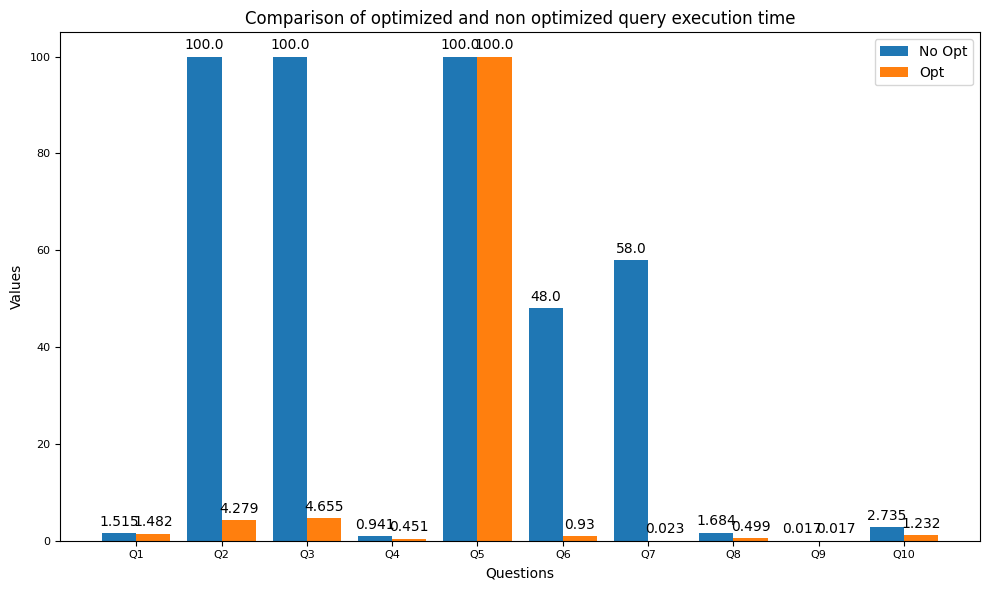 Comparison of optimized and non optimized query execution time
No Opt
Opt
100.0 100.0 100.0 100.0
58.0
48.0
1.515 1.482 4.279 4.655 0.941 0.451 0.93 0.023 1.684 0.499 0.017 0.017 2.735 1.232
100
80
60
40
20
0
Values
Q1 Q2 Q3 Q4 Q5 Q6 Q7 Q8 Q9 Q10
Questions